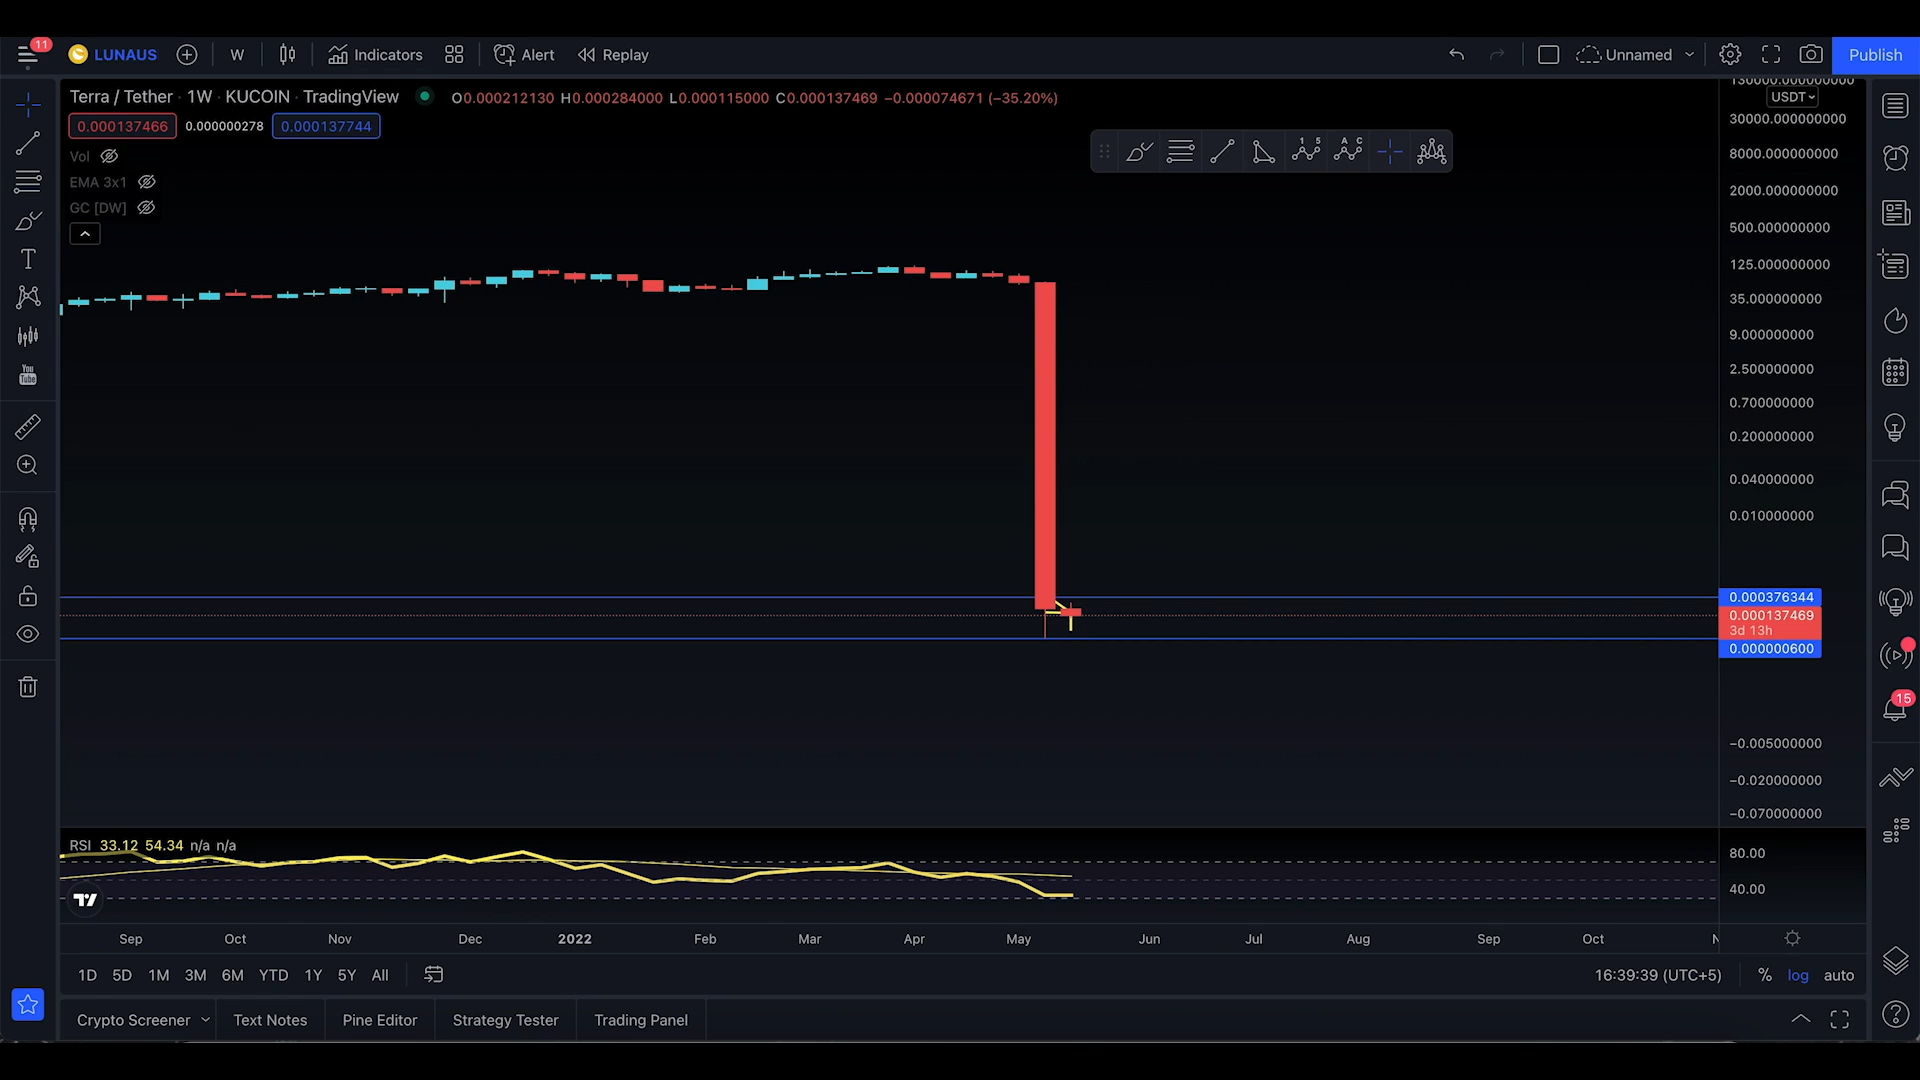 11
LUNAUS
W
Indicators
Alert
Replay
Unnamed
Publish
Terra / Tether · 1W · KUCOIN · TradingView
O0.000212130 H0.000284000 L0.000115000 C0.000137469 −0.000074671 (−35.20%)
0.000137466 0.000000278 0.000137744
Vol
EMA 3x1
GC [DW]
130000.000000000
USDT
30000.000000000
8000.000000000
2000.000000000
500.000000000
125.000000000
35.000000000
9.000000000
2.500000000
0.700000000
0.200000000
0.040000000
0.010000000
0.000376344
0.000137469
3d 13h
0.000000600
−0.005000000
−0.020000000
−0.070000000
T
You
Tube
1 5
A C
15
RSI 33.12 54.34 n/a n/a
80.00
40.00
Sep Oct Nov Dec 2022 Feb Mar Apr May Jun Jul Aug Sep Oct
1D 5D 1M 3M 6M YTD 1Y 5Y All
16:39:39 (UTC+5) % log auto
Crypto Screener Text Notes Pine Editor Strategy Tester Trading Panel